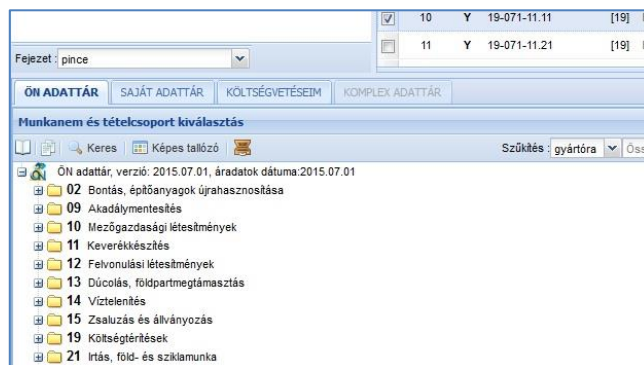 10 Y 19-071-11.11 [19]
11 Y 19-071-11.21 [19]
Fejezet : pince
ÖN ADATTÁR SAJÁT ADATTÁR KÖLTSÉGVETÉSEIM KOMPLEX ADATTÁR
Munkanem és tételcsoport kiválasztás
Keres Képes tallózó Szűkítés : gyártóra
ÖN adattár, verzió: 2015.07.01, áradatok dátuma:2015.07.01
02 Bontás, építőanyagok újrahasznosítása
09 Akadálymentesítés
10 Mezőgazdasági létesítmények
11 Keverékkészítés
12 Felvonulási létesítmények
13 Dúcolás, földpartmegtámasztás
14 Víztelenítés
15 Zsaluzás és állványozás
19 Költségtérítések
21 Irtás, föld- és sziklamunka